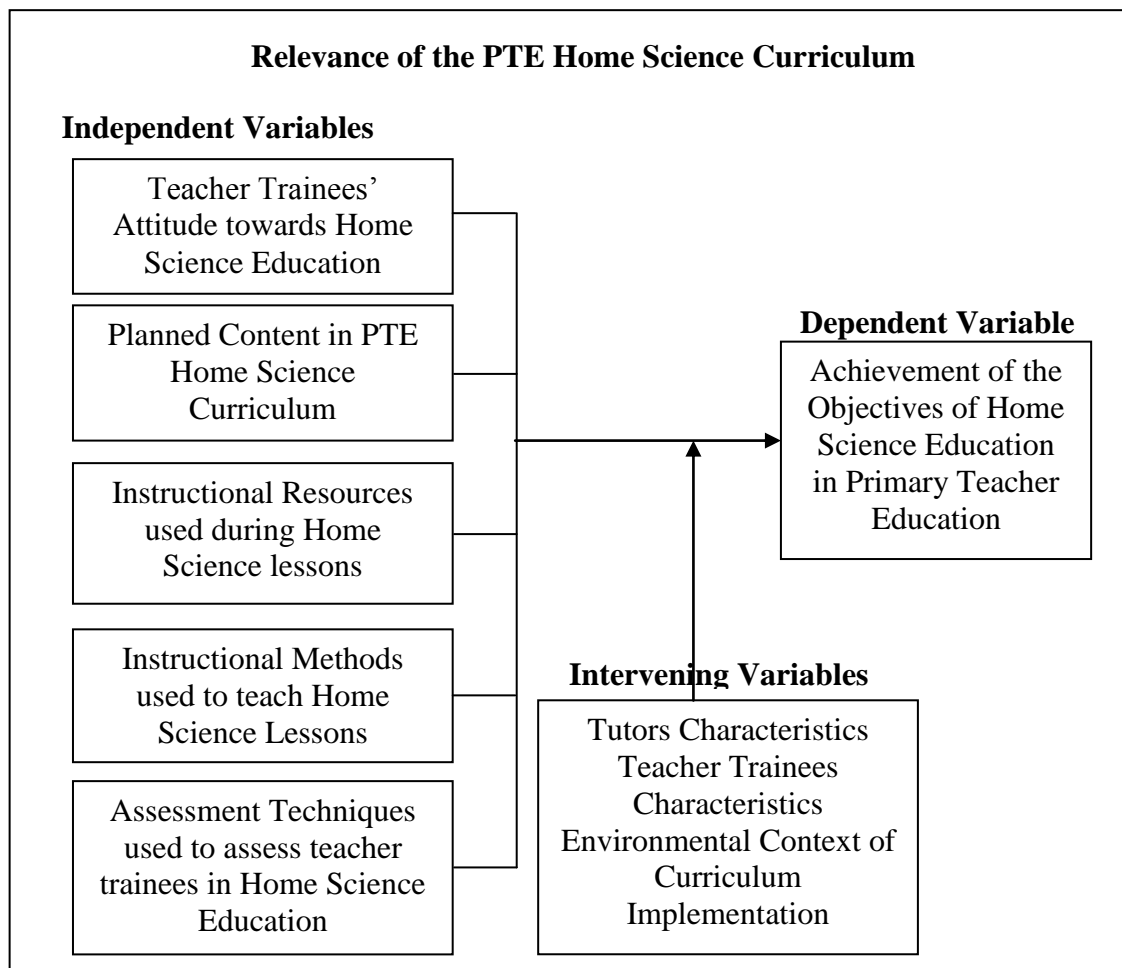 Relevance of the PTE Home Science Curriculum
Independent Variables
Teacher Trainees’
Attitude towards Home
Science Education
Planned Content in PTE
Home Science
Curriculum
Instructional Resources
used during Home
Science lessons
Instructional Methods
used to teach Home
Science Lessons
Assessment Techniques
used to assess teacher
trainees in Home Science
Education
Dependent Variable
Achievement of the
Objectives of Home
Science Education
in Primary Teacher
Education
Intervening Variables
Tutors Characteristics
Teacher Trainees
Characteristics
Environmental Context of
Curriculum
Implementation